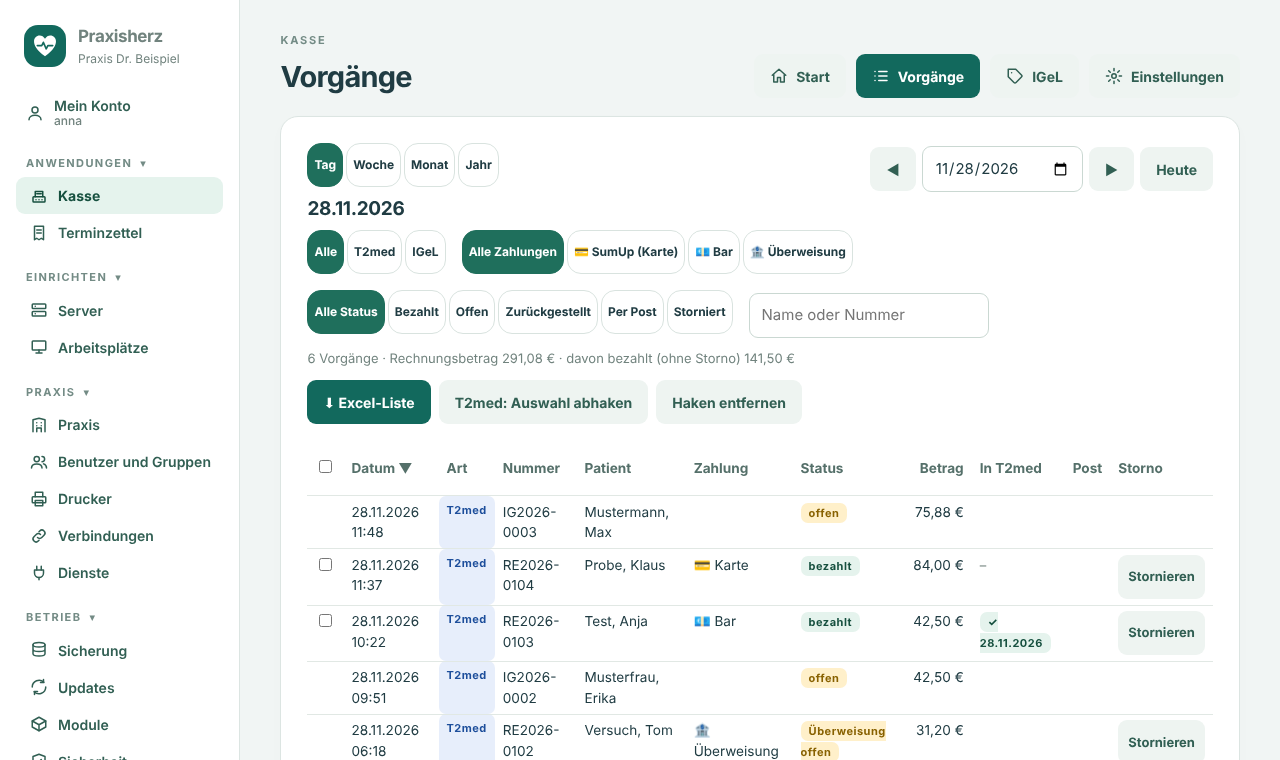 Praxisherz
Praxis Dr. Beispiel
Mein Konto
anna
ANWENDUNGEN ▾
Kasse
Terminzettel
EINRICHTEN ▾
Server
Arbeitsplätze
PRAXIS ▾
Praxis
Benutzer und Gruppen
Drucker
Verbindungen
Dienste
BETRIEB ▾
Sicherung
Updates
Module
Sicherheit
KASSE
Vorgänge
Start Vorgänge IGeL Einstellungen
Tag Woche Monat Jahr ◀ 11/28/2026 ▶ Heute
28.11.2026
Alle T2med IGeL Alle Zahlungen 💳 SumUp (Karte) 💶 Bar 🏦 Überweisung
Alle Status Bezahlt Offen Zurückgestellt Per Post Storniert Name oder Nummer
6 Vorgänge · Rechnungsbetrag 291,08 € · davon bezahlt (ohne Storno) 141,50 €
⬇ Excel-Liste T2med: Auswahl abhaken Haken entfernen
Datum ▼ Art Nummer Patient Zahlung Status Betrag In T2med Post Storno
28.11.2026 T2med IG2026- Mustermann, offen 75,88 €
11:48 0003 Max
28.11.2026 T2med RE2026- Probe, Klaus 💳 Karte bezahlt 84,00 € – Stornieren
11:37 0104
28.11.2026 T2med RE2026- Test, Anja 💶 Bar bezahlt 42,50 € ✓ Stornieren
10:22 0103 28.11.2026
28.11.2026 T2med IG2026- Musterfrau, offen 42,50 €
09:51 0002 Erika
28.11.2026 T2med RE2026- Versuch, Tom 🏦 Überweisung 31,20 € Stornieren
06:18 0102 Überweisung offen